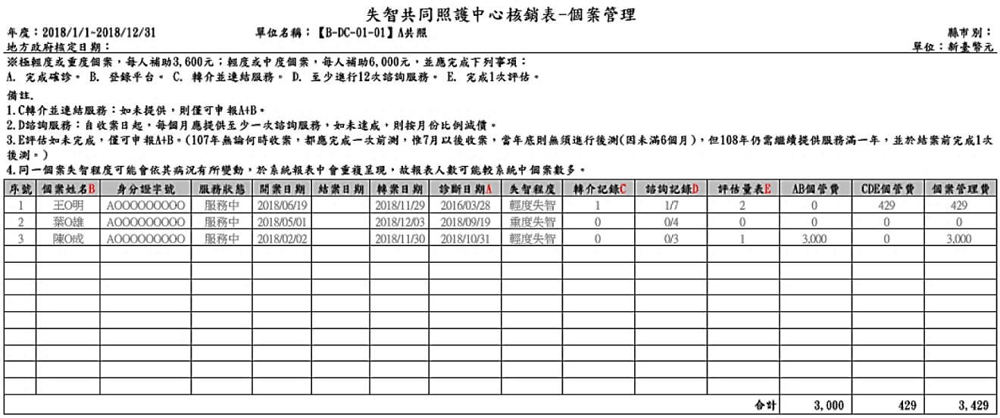 失智共同照護中心核銷表-個案管理
年度：2018/1/1~2018/12/31 單位名稱：【B-DC-01-01】A共照 縣市別：
地方政府核定日期： 單位：新臺幣元
※極輕度或重度個案，每人補助3,600元；輕度或中度個案，每人補助6,000元，並應完成下列事項：
A. 完成確診。 B. 登錄平台。 C. 轉介並連結服務。 D. 至少進行12次諮詢服務。 E. 完成1次評估。
備註.
1.C轉介並連結服務：如未提供，則僅可申報A+B。
2.D諮詢服務：自收案日起，每個月應提供至少一次諮詢服務，如未達成，則按月份比例減價。
3.E評估如未完成，僅可申報A+B。(107年無論何時收案，都應完成一次前測，惟7月以後收案，當年底則無須進行後測(因未滿6個月)，但108年仍需繼續提供服務滿一年，並於結案前完成1次
後測。)
4.同一個案失智程度可能會依其病況有所變動，於系統報表中會重複呈現，故報表人數可能較系統中個案數多。
序號 個案姓名B 身分證字號 服務狀態 開案日期 結案日期 轉案日期 診斷日期A 失智程度 轉介記錄C 諮詢記錄D 評估量表E AB個管費 CDE個管費 個案管理費
1 王O明 AOOOOOOOOO 服務中 2018/06/19 2018/11/29 2016/03/28 輕度失智 1 1/7 2 0 429 429
2 葉O雄 AOOOOOOOOO 服務中 2018/05/01 2018/12/03 2018/09/19 重度失智 0 0/4 0 0 0 0
3 陳O成 AOOOOOOOOO 服務中 2018/02/02 2018/11/30 2018/10/31 輕度失智 0 0/3 1 3,000 0 3,000
合計 3,000 429 3,429